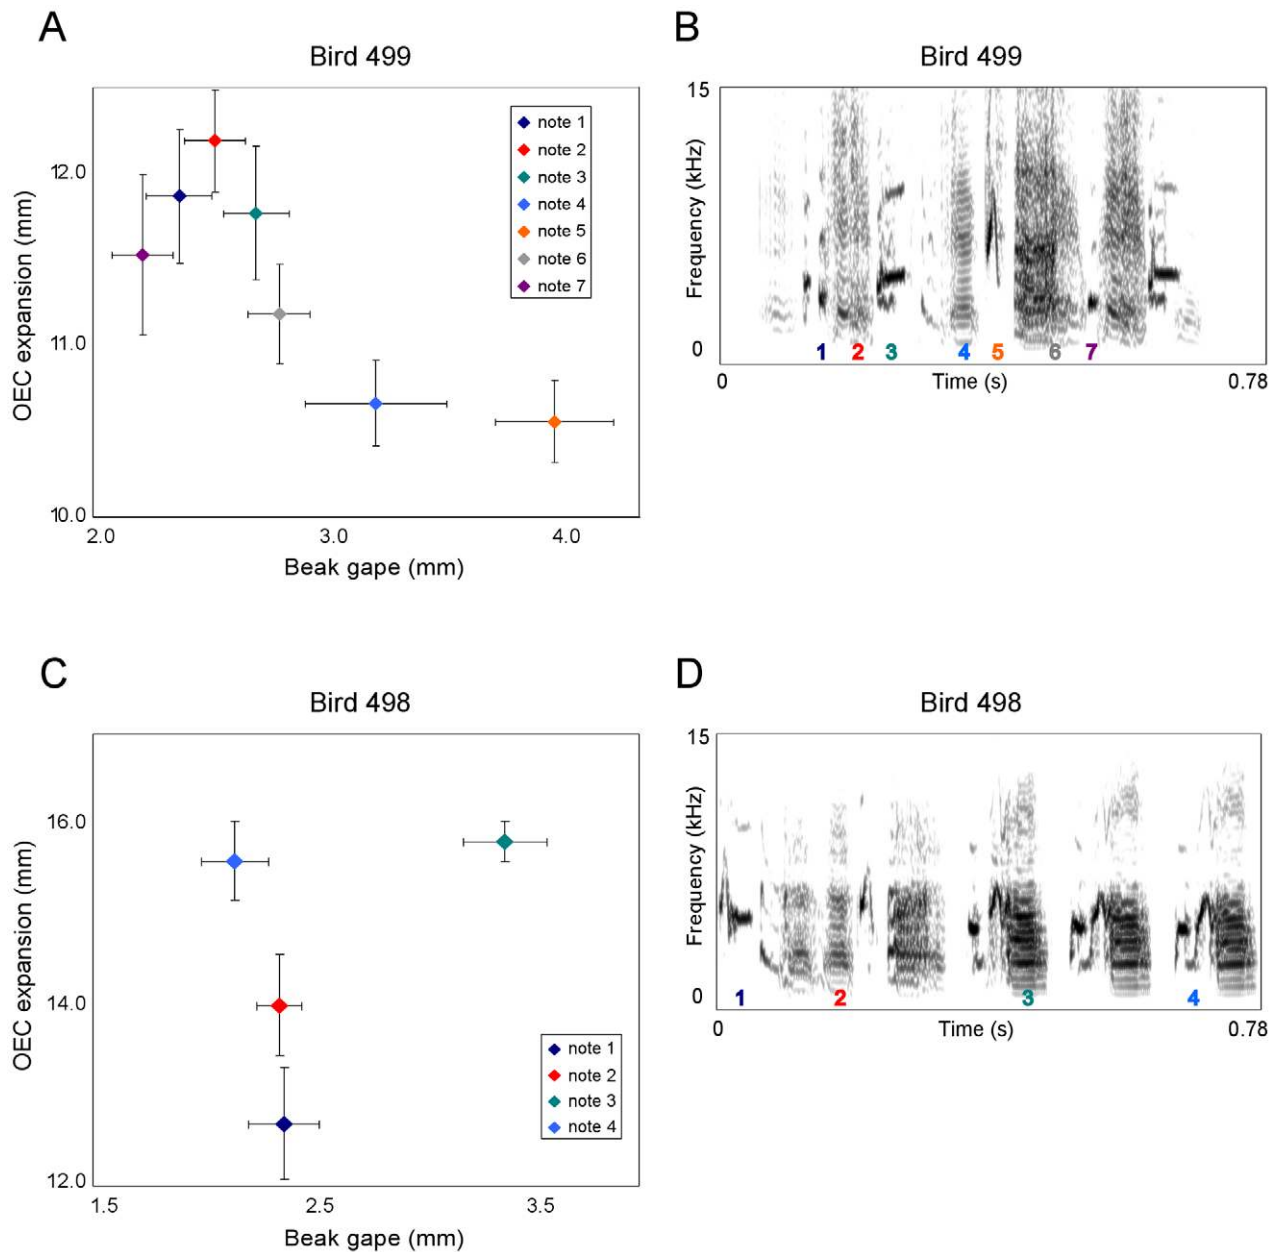 A
Bird 499
OEC expansion (mm)
12.0
11.0
10.0
2.0 3.0 4.0
Beak gape (mm)
note 1
note 2
note 3
note 4
note 5
note 6
note 7
B
Bird 499
Frequency (kHz)
15
0
1 2 3 4 5 6 7
0 Time (s) 0.78
C
Bird 498
OEC expansion (mm)
16.0
14.0
12.0
1.5 2.5 3.5
Beak gape (mm)
note 1
note 2
note 3
note 4
D
Bird 498
Frequency (kHz)
15
0
1 2 3 4
0 Time (s) 0.78